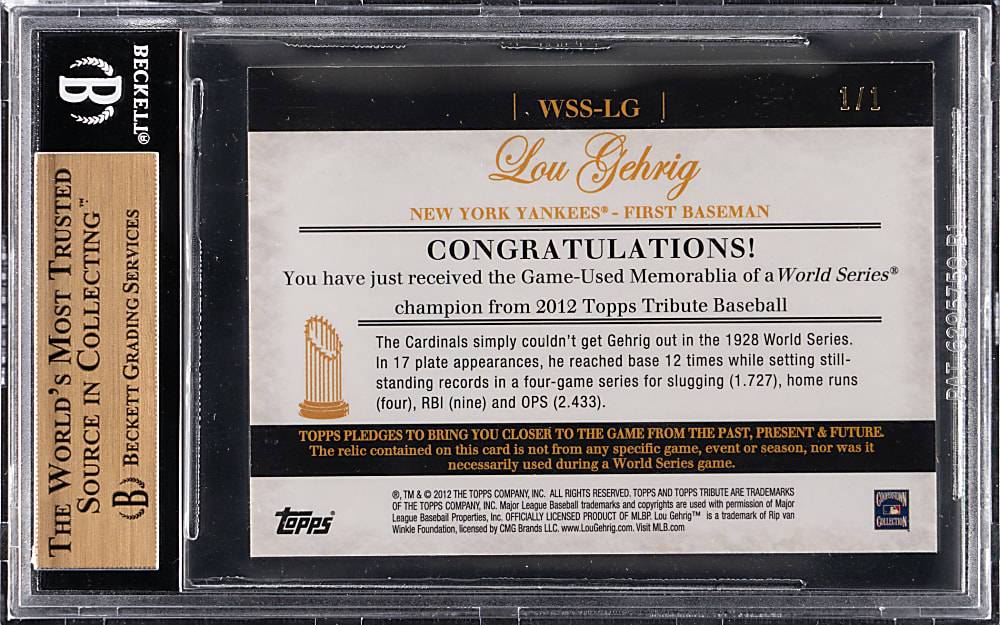 BECKETT®
B
THE WORLD'S MOST TRUSTED
SOURCE IN COLLECTING™
B BECKETT GRADING SERVICES
WSS-LG
1/1
Lou Gehrig
NEW YORK YANKEES® - FIRST BASEMAN
CONGRATULATIONS!
You have just received the Game-Used Memorablia of a World Series®
champion from 2012 Topps Tribute Baseball
The Cardinals simply couldn't get Gehrig out in the 1928 World Series.
In 17 plate appearances, he reached base 12 times while setting still-
standing records in a four-game series for slugging (1.727), home runs
(four), RBI (nine) and OPS (2.433).
TOPPS PLEDGES TO BRING YOU CLOSER TO THE GAME FROM THE PAST, PRESENT & FUTURE.
The relic contained on this card is not from any specific game, event or season, nor was it
necessarily used during a World Series game.
topps®
®, TM & © 2012 THE TOPPS COMPANY, INC. ALL RIGHTS RESERVED. TOPPS AND TOPPS TRIBUTE ARE TRADEMARKS
OF THE TOPPS COMPANY, INC. Major League Baseball trademarks and copyrights are used with permission of Major
League Baseball Properties, Inc. OFFICIALLY LICENSED PRODUCT OF MLBP. Lou Gehrig™ is a trademark of Rip van
Winkle Foundation, licensed by CMG Brands LLC. www.LouGehrig.com. Visit MLB.com
COOPERSTOWN
COLLECTION